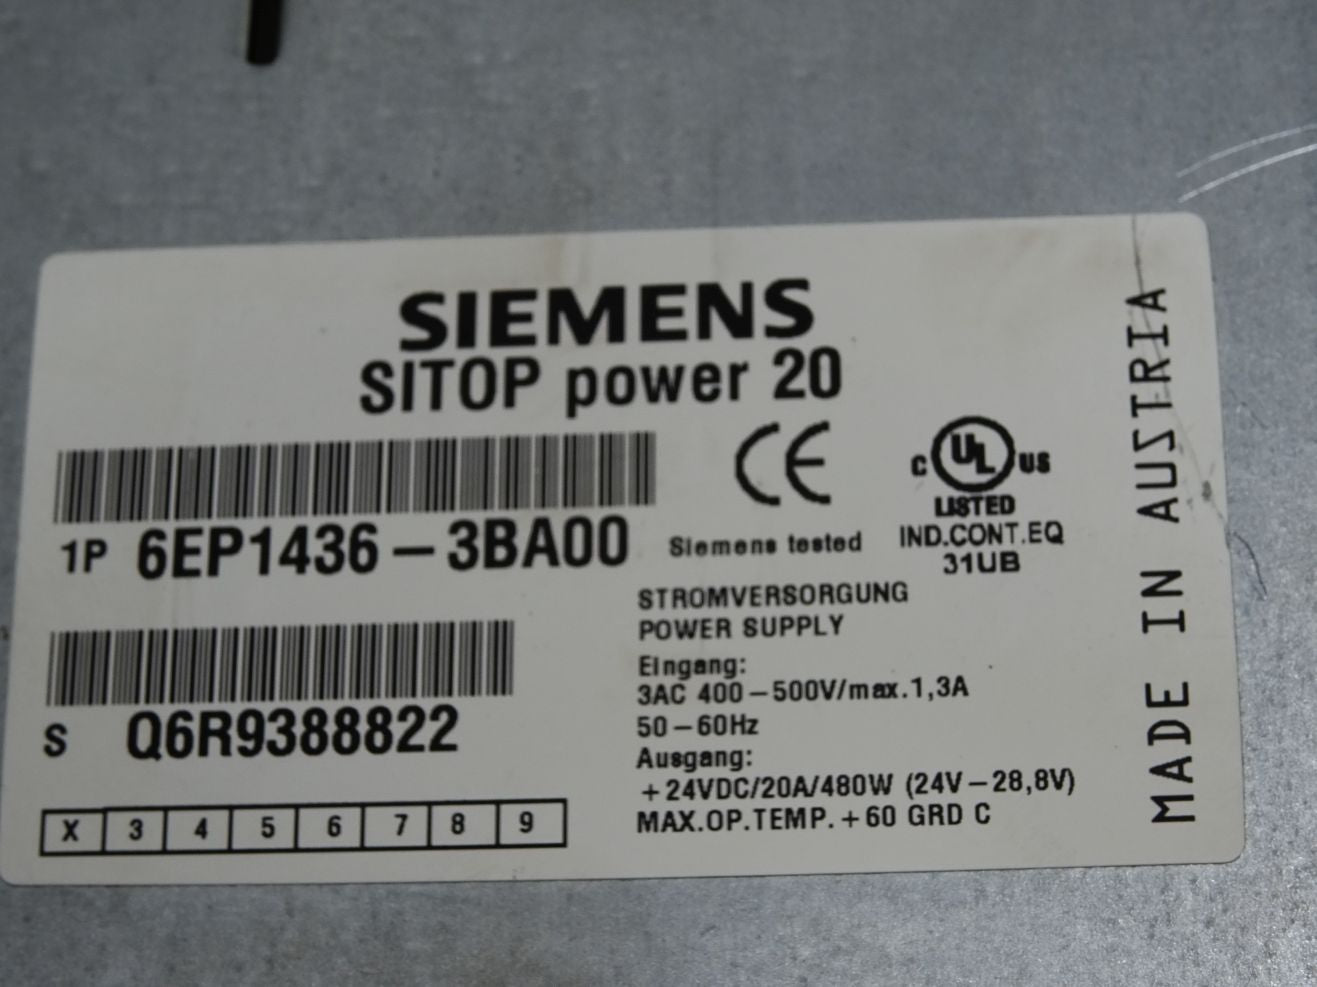 SIEMENS
SITOP power 20
1P 6EP1436-3BA00
CE
Siemens tested
C UL US
LISTED
IND.CONT.EQ
31UB
S Q6R9388822
X 3 4 5 6 7 8 9
STROMVERSORGUNG
POWER SUPPLY
Eingang:
3AC 400-500V/max.1,3A
50-60Hz
Ausgang:
+24VDC/20A/480W (24V-28,8V)
MAX.OP.TEMP.+60 GRD C
MADE IN AUSTRIA